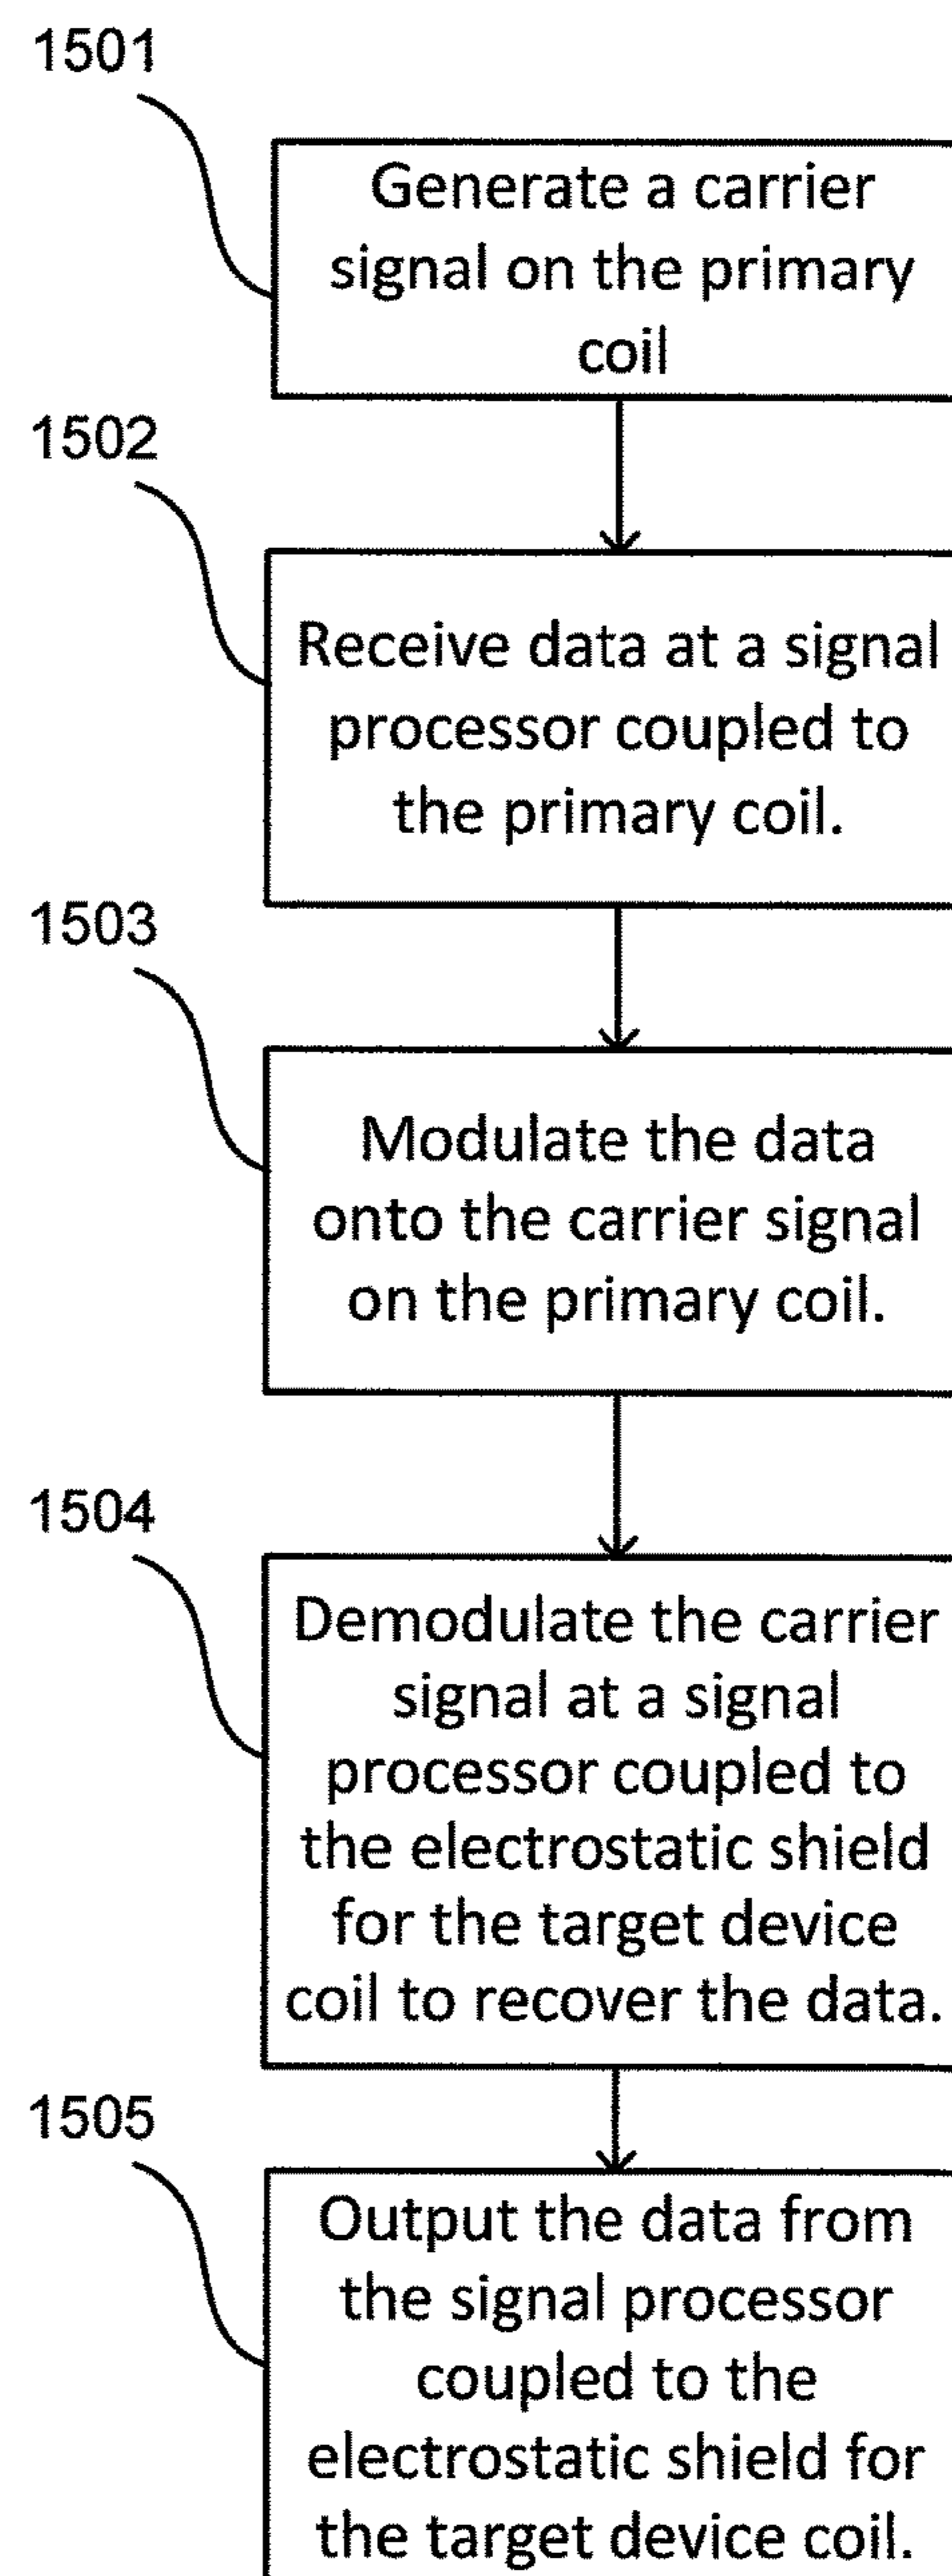 1501
Generate a carrier
signal on the primary
coil
1502
Receive data at a signal
processor coupled to
the primary coil.
1503
Modulate the data
onto the carrier signal
on the primary coil.
1504
Demodulate the carrier
signal at a signal
processor coupled to
the electrostatic shield
for the target device
coil to recover the data.
1505
Output the data from
the signal processor
coupled to the
electrostatic shield for
the target device coil.